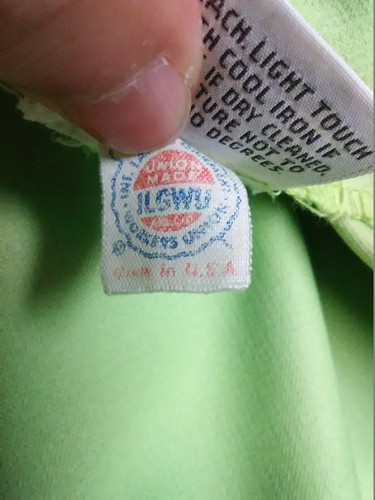 ACH. LIGHT TOUCH
COOL IRON IF
DRY CLEANED,
TURE NOT TO
DEGREES
UNION
MADE
ILGWU
GARMENT
WORKERS UNION
MADE IN U.S.A.